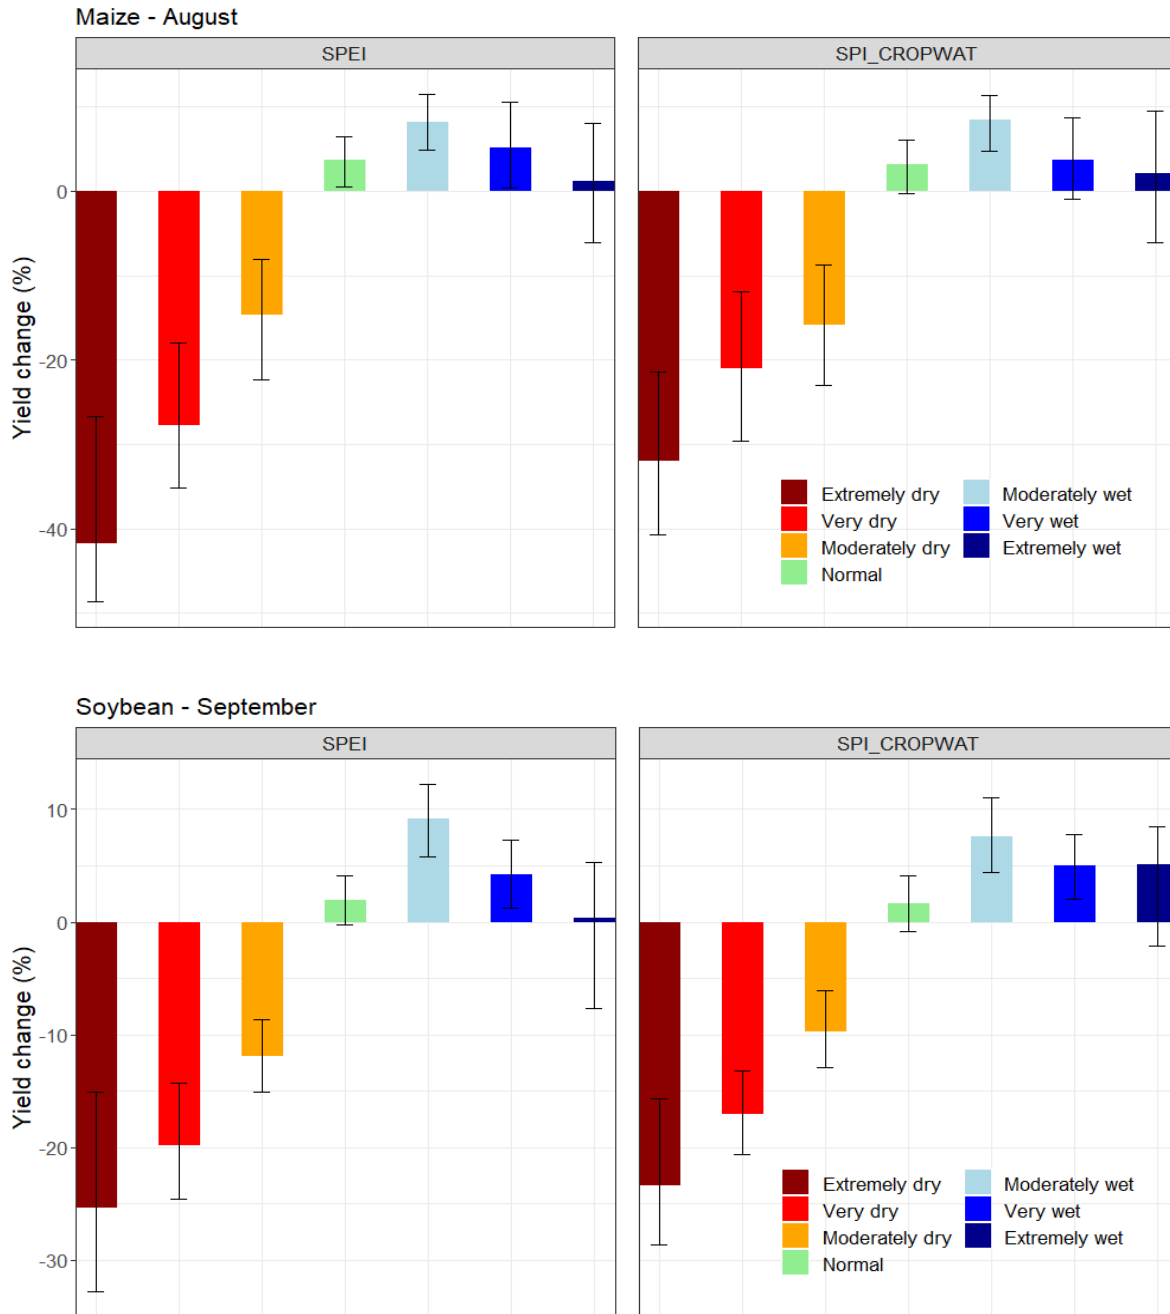 Maize - August
SPEI
SPI_CROPWAT
Yield change (%)
0
-20
-40
Extremely dry
Very dry
Moderately dry
Normal
Moderately wet
Very wet
Extremely wet
Soybean - September
SPEI
SPI_CROPWAT
Yield change (%)
10
0
-10
-20
-30
Extremely dry
Very dry
Moderately dry
Normal
Moderately wet
Very wet
Extremely wet